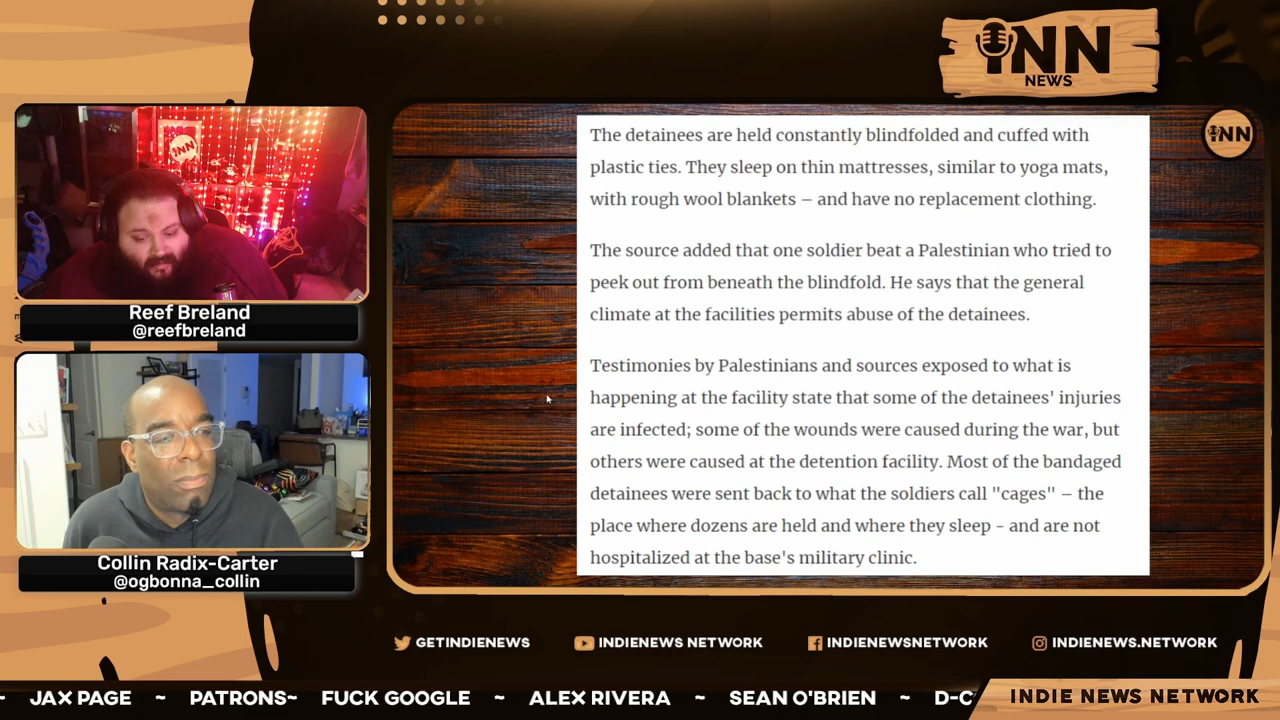 INN
NEWS
INN
Reef Breland
@reefbreland
Collin Radix-Carter
@ogbonna_collin
The detainees are held constantly blindfolded and cuffed with
plastic ties. They sleep on thin mattresses, similar to yoga mats,
with rough wool blankets – and have no replacement clothing.
The source added that one soldier beat a Palestinian who tried to
peek out from beneath the blindfold. He says that the general
climate at the facilities permits abuse of the detainees.
Testimonies by Palestinians and sources exposed to what is
happening at the facility state that some of the detainees' injuries
are infected; some of the wounds were caused during the war, but
others were caused at the detention facility. Most of the bandaged
detainees were sent back to what the soldiers call "cages" – the
place where dozens are held and where they sleep - and are not
hospitalized at the base's military clinic.
GETINDIENEWS
INDIENEWS NETWORK
INDIENEWSNETWORK
INDIENEWS.NETWORK
~ JAX PAGE ~ PATRONS~ FUCK GOOGLE ~ ALEX RIVERA ~ SEAN O'BRIEN ~ D-C
INDIE NEWS NETWORK